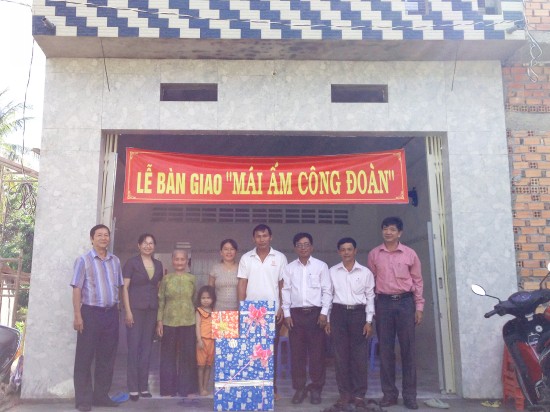 LỄ BÀN GIAO "MÁI ẤM CÔNG ĐOÀN"